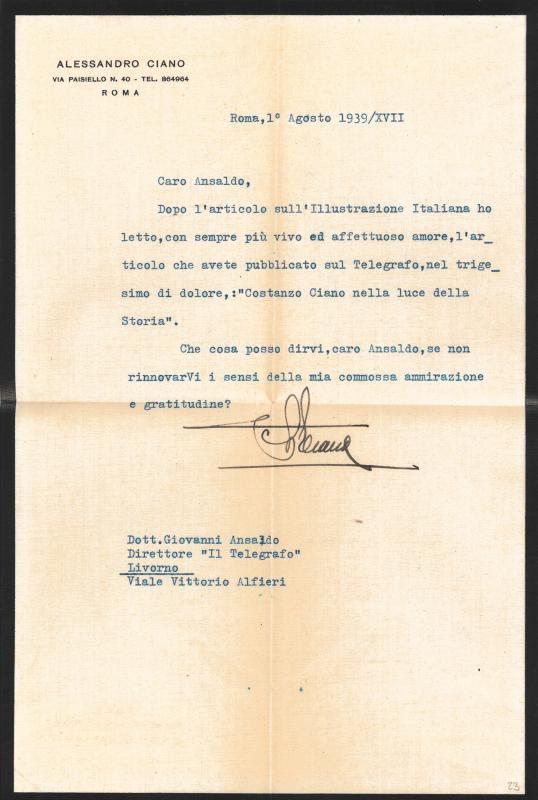 ALESSANDRO CIANO
VIA PAISIELLO N. 40 - TEL. 864964
ROMA
Roma,1° Agosto 1939/XVII
Caro Ansaldo,
Dopo l'articolo sull'Illustrazione Italiana ho
letto,con sempre più vivo ed affettuoso amore,l'ar_
ticolo che avete pubblicato sul Telegrafo,nel trige_
simo di dolore,:"Costanzo Ciano nella luce della
Storia".
Che cosa posso dirvi,caro Ansaldo,se non
rinnovarVi i sensi della mia commossa ammirazione
e gratitudine?
Dott.Giovanni Ansaldo
Direttore "Il Telegrafo"
Livorno
Viale Vittorio Alfieri
23